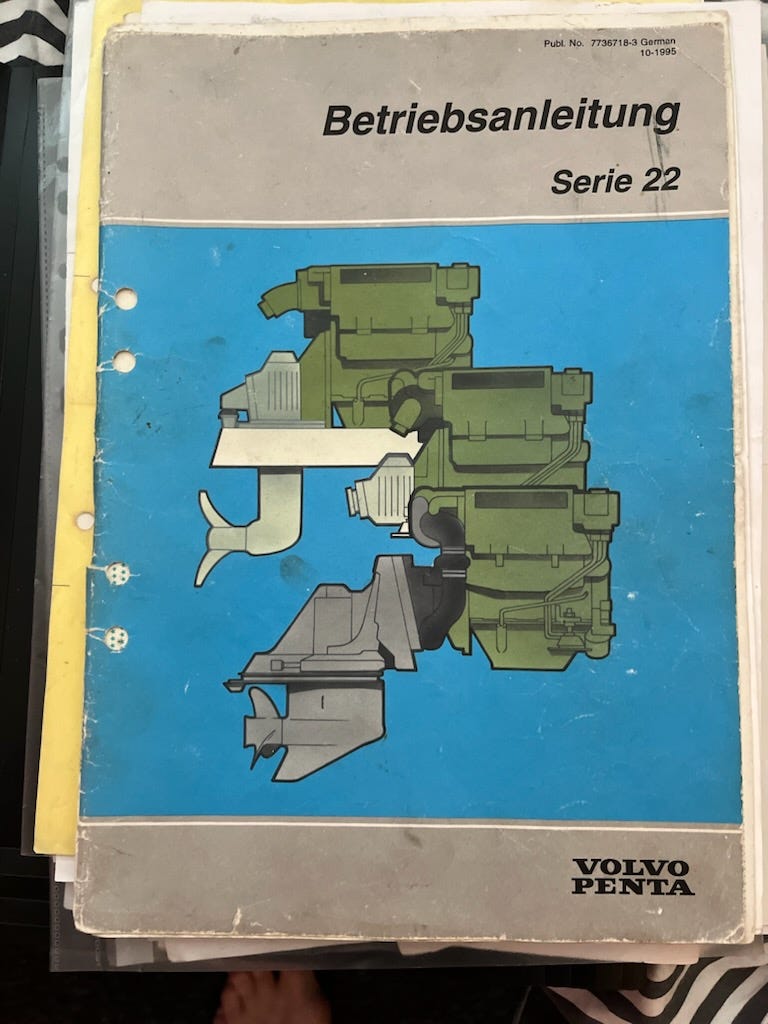 Publ. No. 7736718-3 German
10-1995
Betriebsanleitung
Serie 22
VOLVO
PENTA